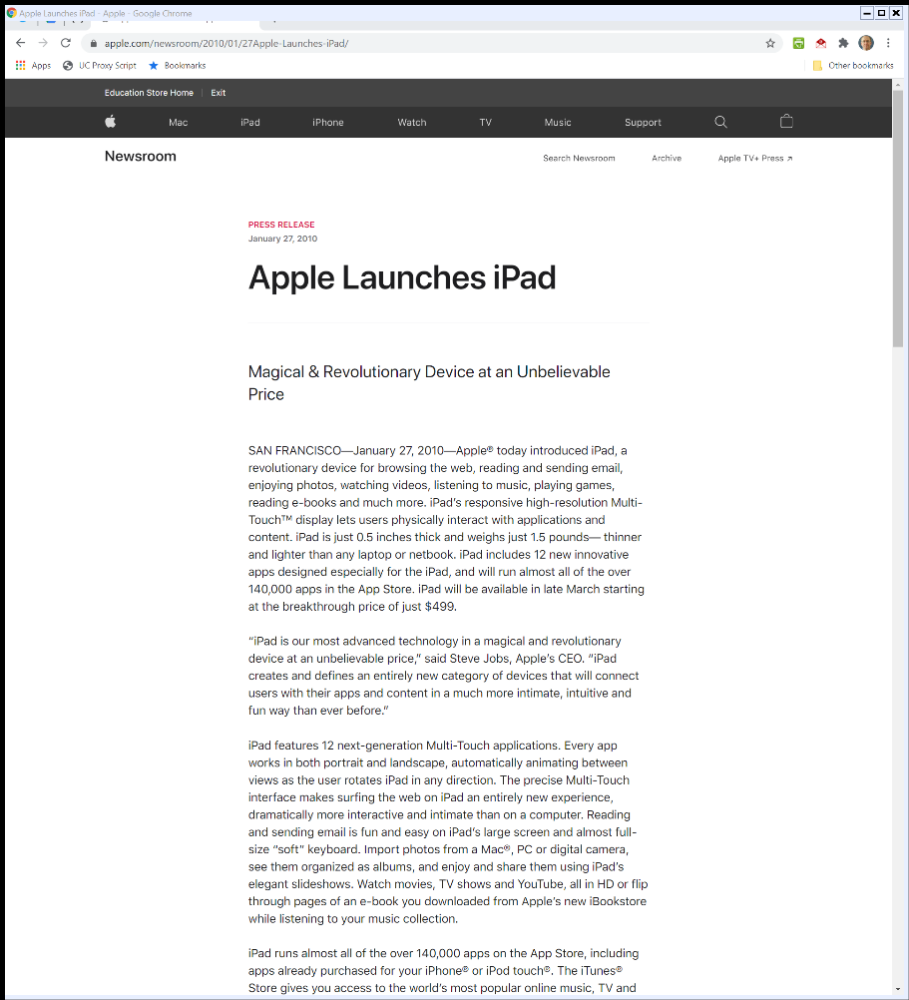 Apple Launches iPad - Apple - Google Chrome
apple.com/newsroom/2010/01/27Apple-Launches-iPad/
Apps UC Proxy Script Bookmarks Other bookmarks
Education Store Home Exit
Mac iPad iPhone Watch TV Music Support
Newsroom Search Newsroom Archive Apple TV+ Press ↗
PRESS RELEASE
January 27, 2010
Apple Launches iPad
Magical & Revolutionary Device at an Unbelievable
Price
SAN FRANCISCO—January 27, 2010—Apple® today introduced iPad, a
revolutionary device for browsing the web, reading and sending email,
enjoying photos, watching videos, listening to music, playing games,
reading e-books and much more. iPad’s responsive high-resolution Multi-
Touch™ display lets users physically interact with applications and
content. iPad is just 0.5 inches thick and weighs just 1.5 pounds— thinner
and lighter than any laptop or netbook. iPad includes 12 new innovative
apps designed especially for the iPad, and will run almost all of the over
140,000 apps in the App Store. iPad will be available in late March starting
at the breakthrough price of just $499.
“iPad is our most advanced technology in a magical and revolutionary
device at an unbelievable price,” said Steve Jobs, Apple’s CEO. “iPad
creates and defines an entirely new category of devices that will connect
users with their apps and content in a much more intimate, intuitive and
fun way than ever before.”
iPad features 12 next-generation Multi-Touch applications. Every app
works in both portrait and landscape, automatically animating between
views as the user rotates iPad in any direction. The precise Multi-Touch
interface makes surfing the web on iPad an entirely new experience,
dramatically more interactive and intimate than on a computer. Reading
and sending email is fun and easy on iPad’s large screen and almost full-
size “soft” keyboard. Import photos from a Mac®, PC or digital camera,
see them organized as albums, and enjoy and share them using iPad’s
elegant slideshows. Watch movies, TV shows and YouTube, all in HD or flip
through pages of an e-book you downloaded from Apple’s new iBookstore
while listening to your music collection.
iPad runs almost all of the over 140,000 apps on the App Store, including
apps already purchased for your iPhone® or iPod touch®. The iTunes®
Store gives you access to the world’s most popular online music, TV and